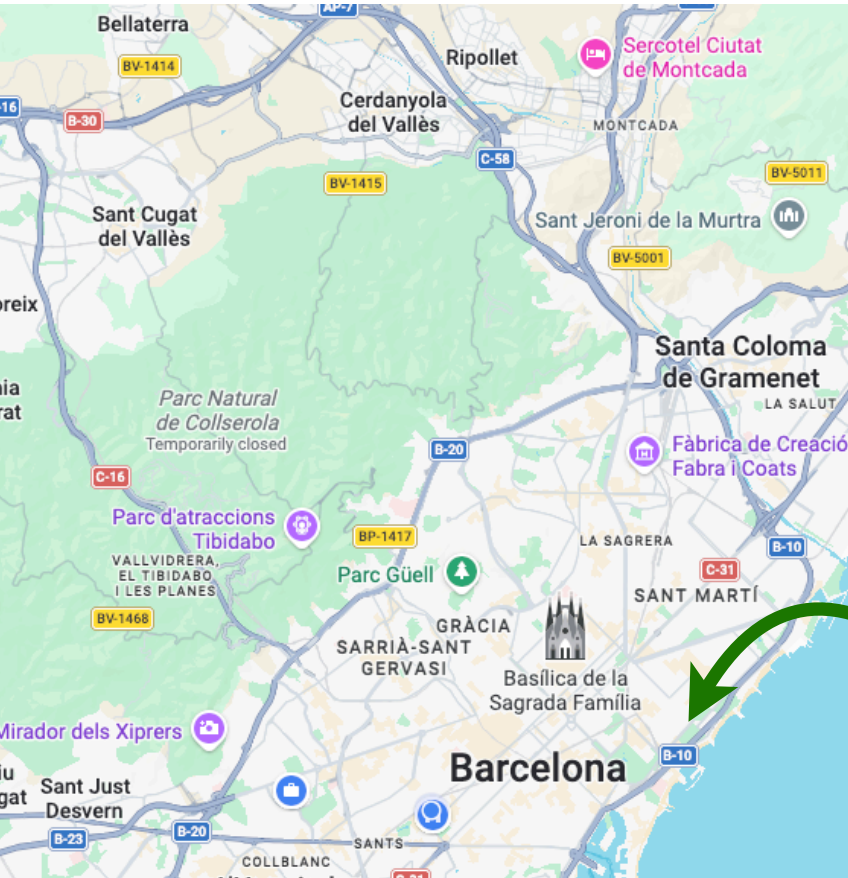 AP-7
Bellaterra
Sercotel Ciutat
de Montcada
Ripollet
BV-1414
Cerdanyola
del Vallès
-16
B-30
MONTCADA
C-58
BV-5011
BV-1415
Sant Cugat
del Vallès
Sant Jeroni de la Murtra
BV-5001
oreix
Santa Coloma
de Gramenet
nia
rat
Parc Natural
de Collserola
Temporarily closed
LA SALUT
B-20
Fàbrica de Creació
Fabra i Coats
C-16
Parc d'atraccions
Tibidabo
BP-1417
LA SAGRERA
B-10
VALLVIDRERA,
EL TIBIDABO
I LES PLANES
Parc Güell
C-31
SANT MARTÍ
BV-1468
GRÀCIA
SARRIÀ-SANT
GERVASI
Basílica de la
Sagrada Família
Mirador dels Xiprers
B-10
Barcelona
iu
gat
Sant Just
Desvern
B-23
B-20
SANTS
COLLBLANC